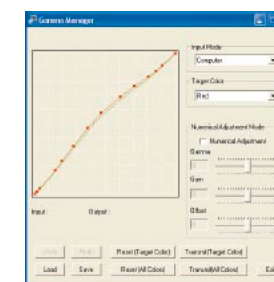 Gamma Manager
Input Mode
Computer
Target Color
Red
Numerical Adjustment Mode
Numerical Adjustment
Gamma
Gain
Offset
Input : Output :
Undo Redo Reset (Target Color) Transmit(Target Color)
Load Save Reset (All Colors) Transmit(All Colors) Exi